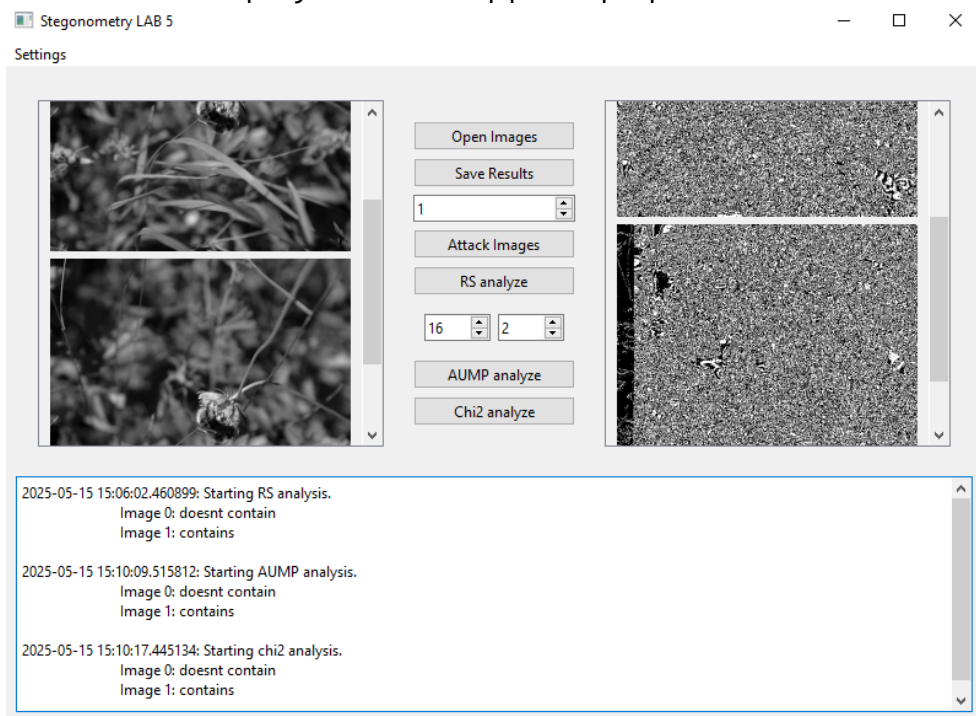 Stegonometry LAB 5
Settings
Open Images
Save Results
1
Attack Images
RS analyze
16 2
AUMP analyze
Chi2 analyze
2025-05-15 15:06:02.460899: Starting RS analysis.
Image 0: doesnt contain
Image 1: contains
2025-05-15 15:10:09.515812: Starting AUMP analysis.
Image 0: doesnt contain
Image 1: contains
2025-05-15 15:10:17.445134: Starting chi2 analysis.
Image 0: doesnt contain
Image 1: contains